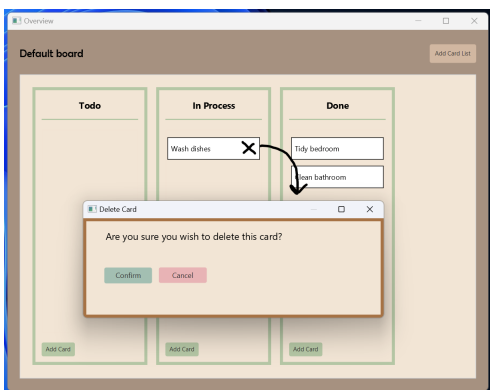 Overview
Default board
Add Card List
Todo
In Process
Done
Wash dishes
Tidy bedroom
Clean bathroom
Delete Card
Are you sure you wish to delete this card?
Confirm
Cancel
Add Card
Add Card
Add Card